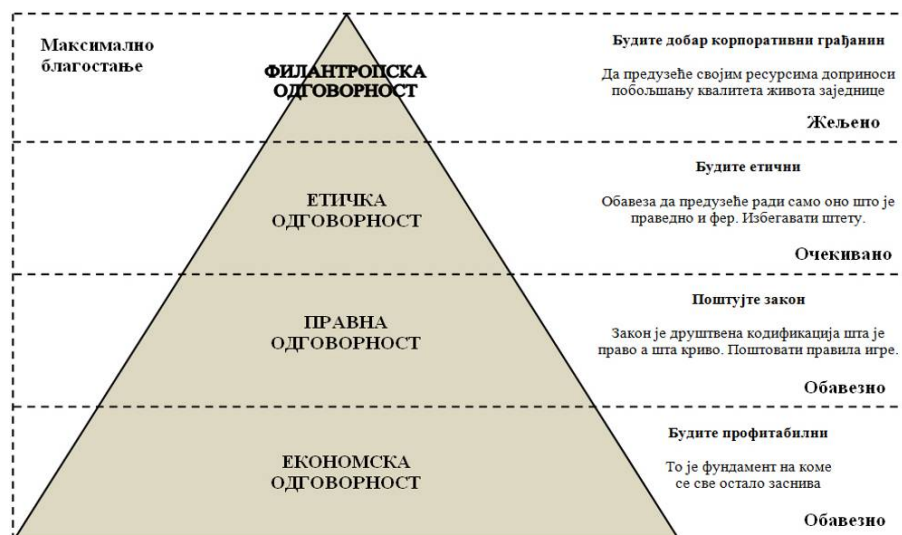 Максимално
благостање
ФИЛАНТРОПСКА
ОДГОВОРНОСТ
Будите добар корпоративни грађанин
Да предузеће својим ресурсима доприноси
побољшању квалитета живота заједнице
Жељено
ЕТИЧКА
ОДГОВОРНОСТ
Будите етични
Обавеза да предузеће ради само оно што је
праведно и фер. Избегавати штету.
Очекивано
ПРАВНА
ОДГОВОРНОСТ
Поштујте закон
Закон је друштвена кодификација шта је
право а шта криво. Поштовати правила игре.
Обавезно
ЕКОНОМСКА
ОДГОВОРНОСТ
Будите профитабилни
То је фундамент на коме
се све остало заснива
Обавезно